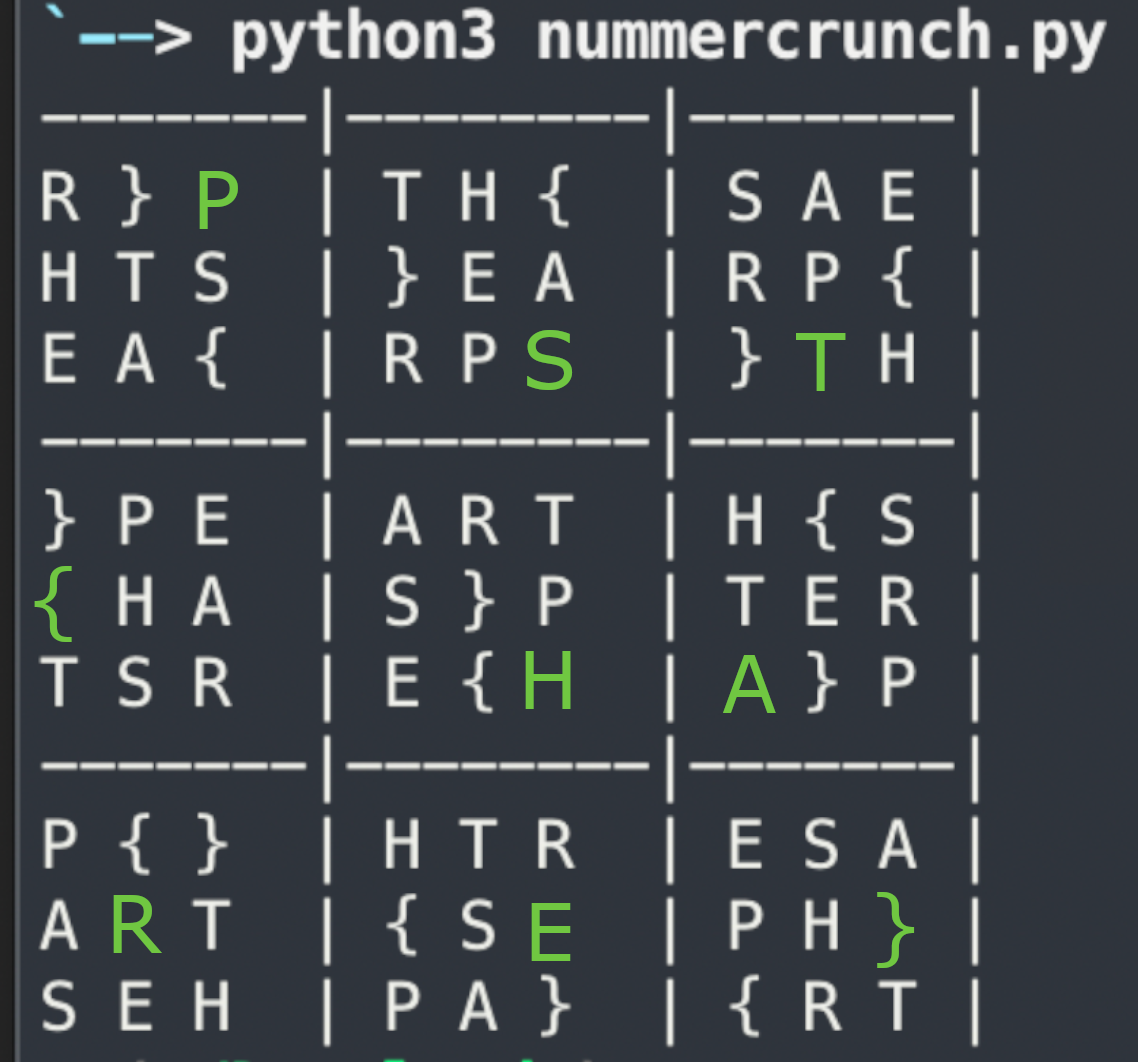 `--> python3 nummercrunch.py
-------|--------|-------|
R } P | T H { | S A E |
H T S | } E A | R P { |
E A { | R P S | } T H |
-------|--------|-------|
} P E | A R T | H { S |
{ H A | S } P | T E R |
T S R | E { H | A } P |
-------|--------|-------|
P { } | H T R | E S A |
A R T | { S E | P H } |
S E H | P A } | { R T |